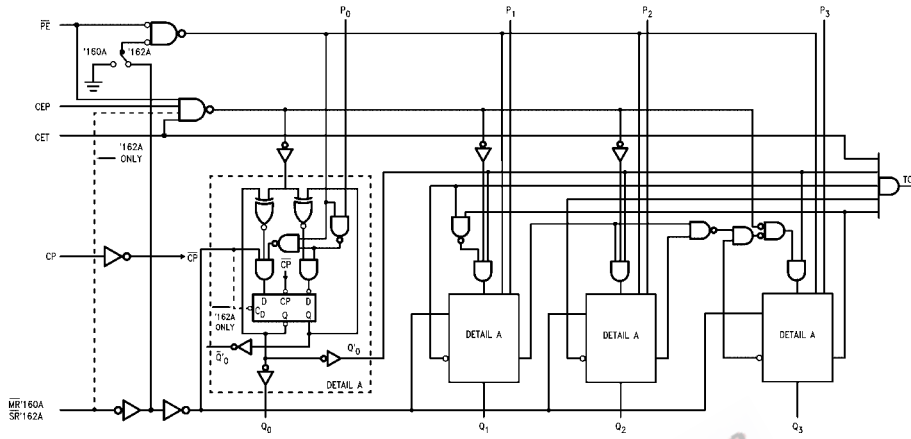 P0
P1
P2
P3
PE
'160A
'162A
CEP
CET
'162A
ONLY
TC
CP
CP
CP
D
CP
D
CD
Q
Q
'162A
ONLY
Q'0
Q'0
DETAIL A
DETAIL A
DETAIL A
DETAIL A
MR'160A
SR'162A
Q0
Q1
Q2
Q3